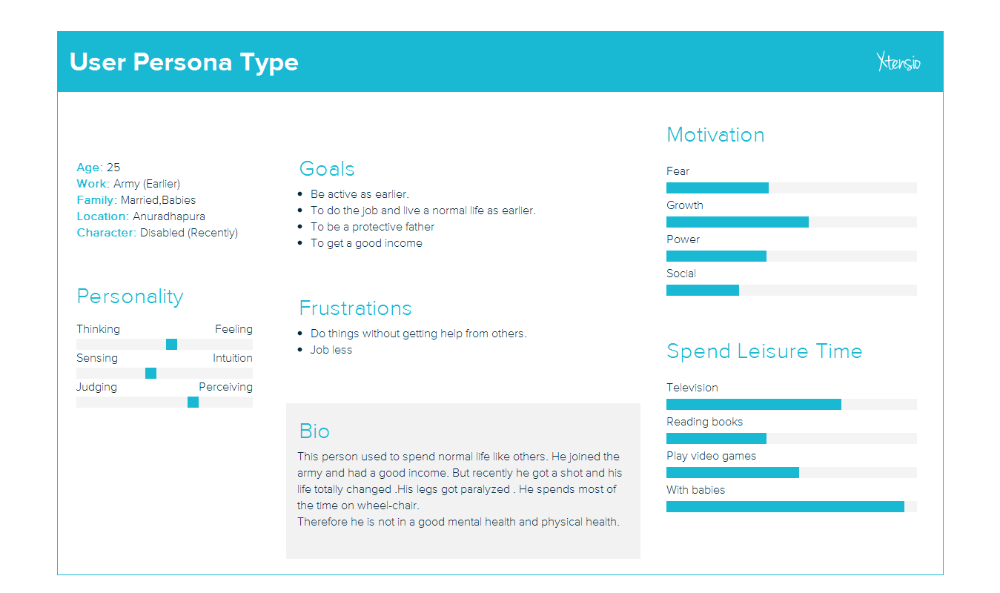 User Persona Type
Xtensio
Age: 25
Work: Army (Earlier)
Family: Married,Babies
Location: Anuradhapura
Character: Disabled (Recently)
Personality
Thinking Feeling
Sensing Intuition
Judging Perceiving
Goals
• Be active as earlier.
• To do the job and live a normal life as earlier.
• To be a protective father
• To get a good income
Frustrations
• Do things without getting help from others.
• Job less
Bio
This person used to spend normal life like others. He joined the
army and had a good income. But recently he got a shot and his
life totally changed .His legs got paralyzed . He spends most of
the time on wheel-chair.
Therefore he is not in a good mental health and physical health.
Motivation
Fear
Growth
Power
Social
Spend Leisure Time
Television
Reading books
Play video games
With babies